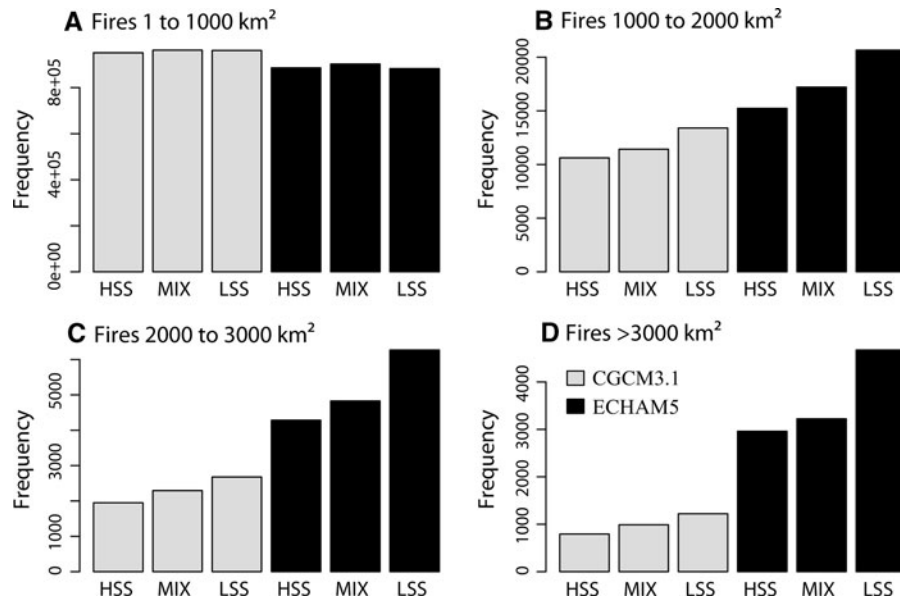 A Fires 1 to 1000 km²
Frequency
8e+05
4e+05
0e+00
HSS MIX LSS HSS MIX LSS
B Fires 1000 to 2000 km²
Frequency
20000
15000
10000
5000
0
HSS MIX LSS HSS MIX LSS
C Fires 2000 to 3000 km²
Frequency
5000
3000
1000
0
HSS MIX LSS HSS MIX LSS
D Fires >3000 km²
CGCM3.1
ECHAM5
Frequency
4000
3000
2000
1000
0
HSS MIX LSS HSS MIX LSS